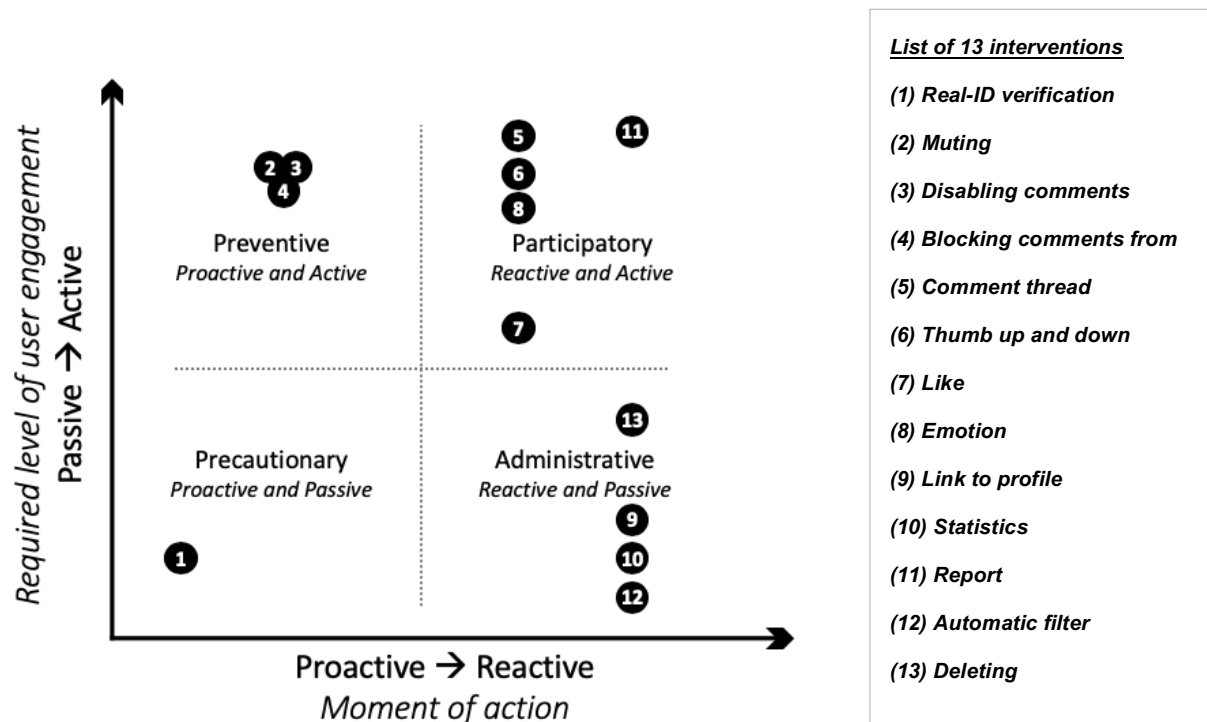 Required level of user engagement
Passive → Active
5
11
2
3
6
4
8
Preventive
Proactive and Active
Participatory
Reactive and Active
7
13
Precautionary
Proactive and Passive
Administrative
Reactive and Passive
9
1
10
12
Proactive → Reactive
Moment of action
List of 13 interventions
(1) Real-ID verification
(2) Muting
(3) Disabling comments
(4) Blocking comments from
(5) Comment thread
(6) Thumb up and down
(7) Like
(8) Emotion
(9) Link to profile
(10) Statistics
(11) Report
(12) Automatic filter
(13) Deleting